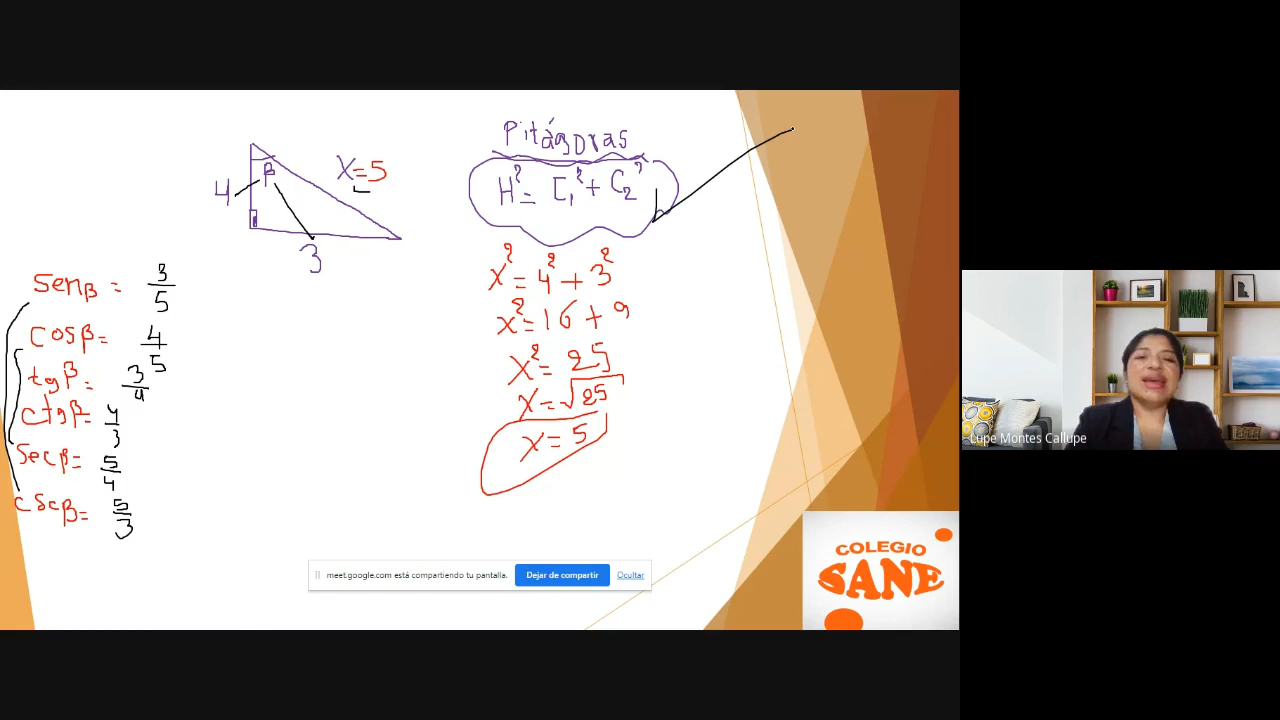 Pitágoras
H² = C₁² + C₂²
4
β
x = 5
3
x² = 4² + 3²
x² = 16 + 9
x² = 25
x = √25
x = 5
Senβ = 3/5
Cosβ = 4/5
tgβ = 3/4
Ctgβ = 4/3
Secβ = 5/4
Cscβ = 5/3
Lupe Montes Callupe
COLEGIO
SANE
meet.google.com está compartiendo tu pantalla. Dejar de compartir Ocultar